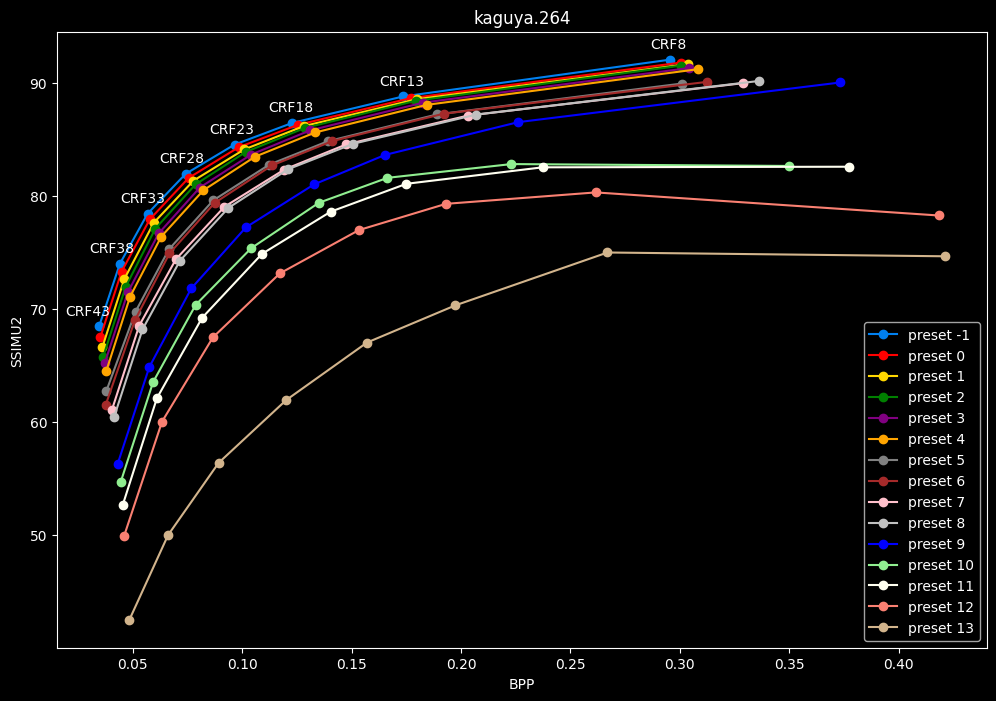 kaguya.264
CRF8
CRF13
CRF18
CRF23
CRF28
CRF33
CRF38
CRF43
90
80
70
60
50
SSIMU2
0.05 0.10 0.15 0.20 0.25 0.30 0.35 0.40
BPP
preset -1
preset 0
preset 1
preset 2
preset 3
preset 4
preset 5
preset 6
preset 7
preset 8
preset 9
preset 10
preset 11
preset 12
preset 13